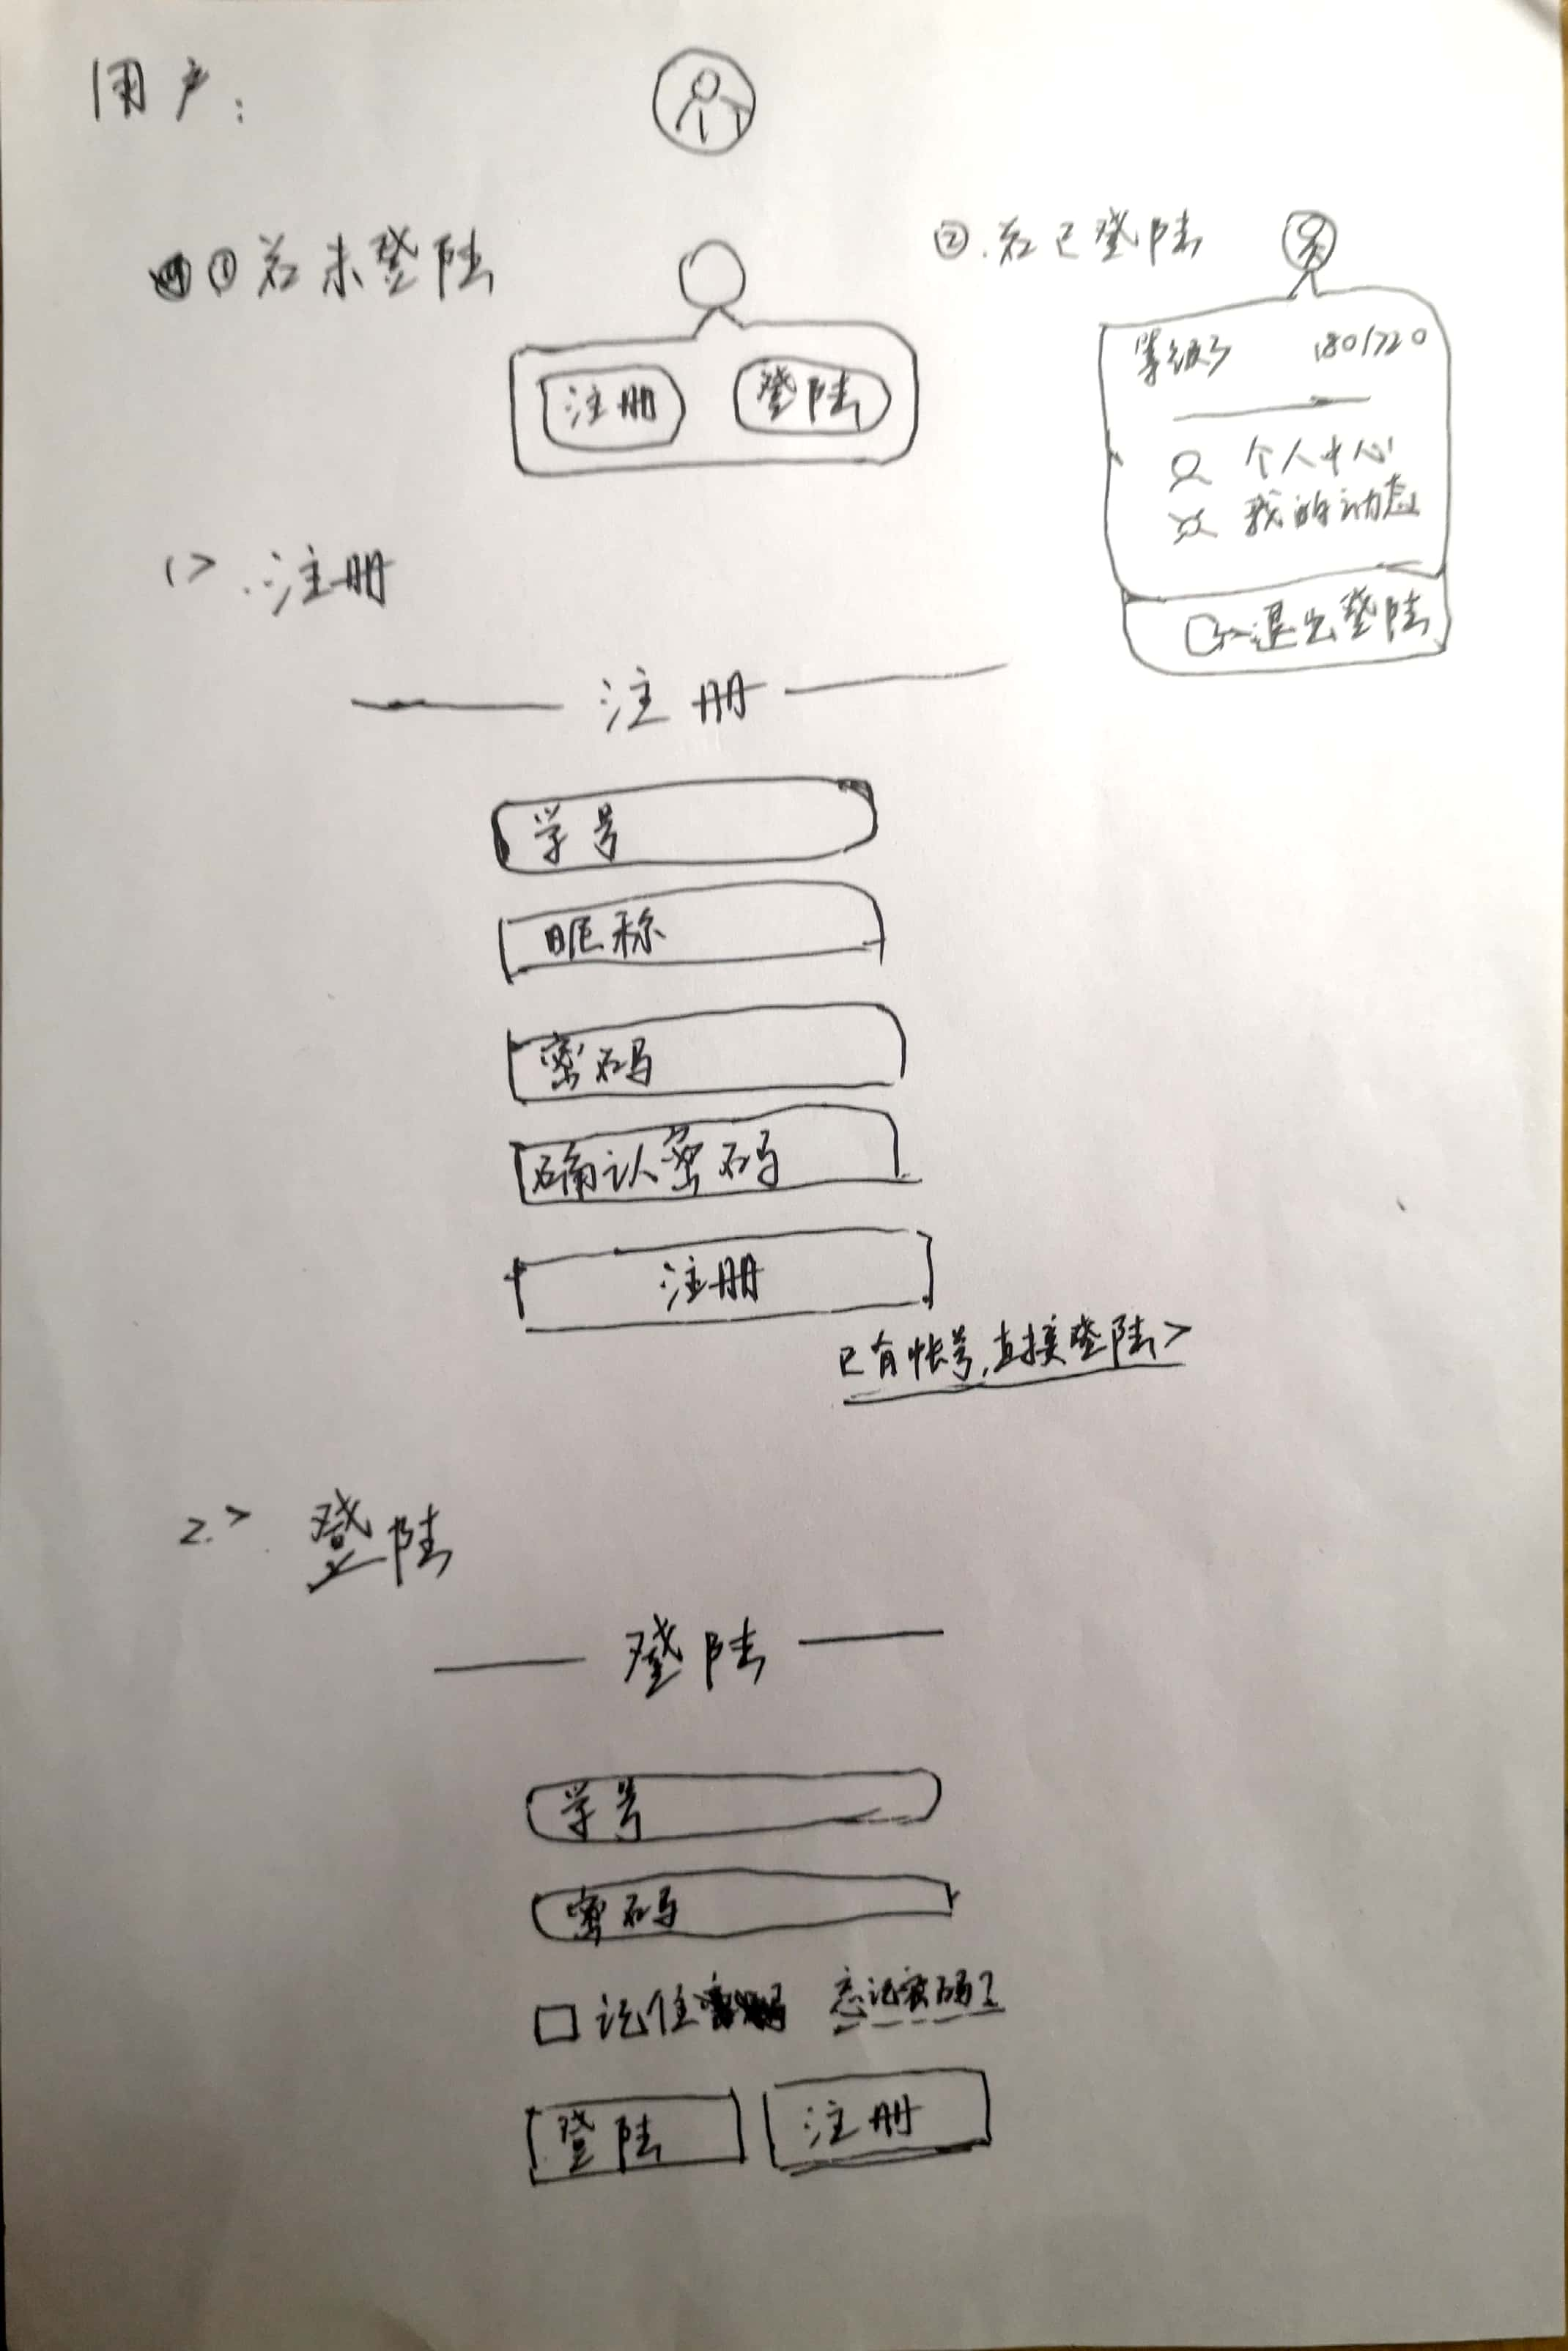 用户:
①若未登陆
注册 登陆
②.若已登陆
等级3 180/720
个人中心
我的动态
退出登陆
1> .注册
注册
学号
昵称
密码
确认密码
注册
已有帐号,直接登陆>
2.> 登陆
登陆
学号
密码
记住 忘记密码?
登陆 注册